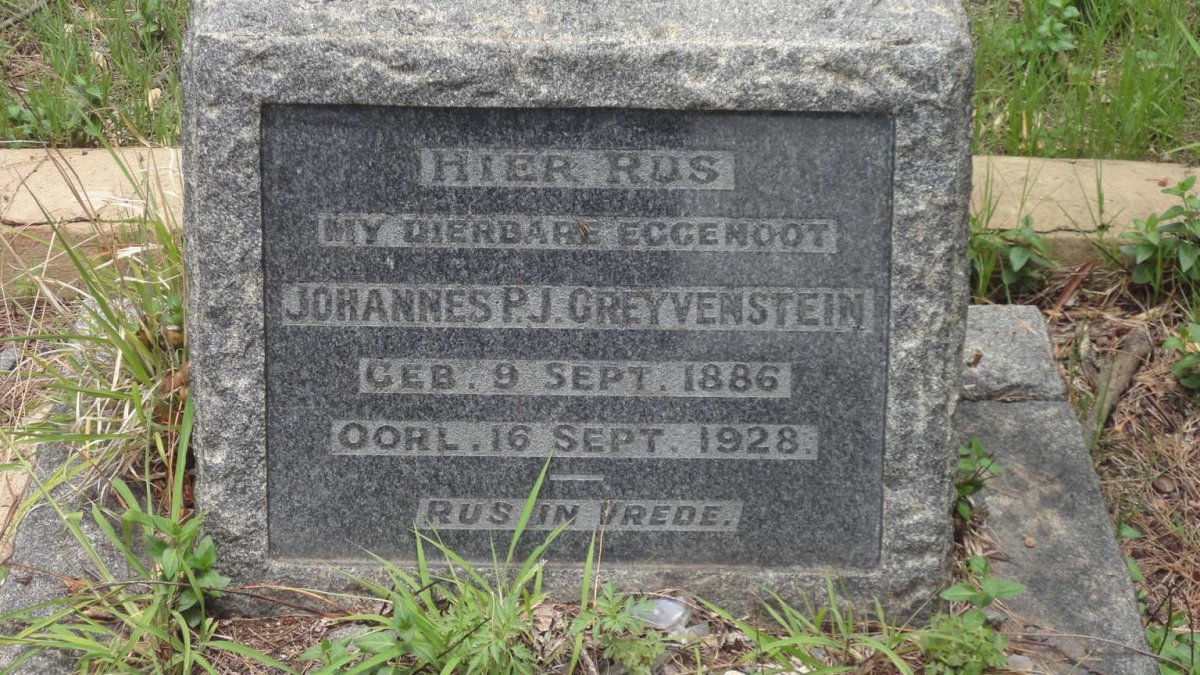 HIER RUS
MY DIERBARE EGGENOOT
JOHANNES P.J. GREYVENSTEIN
GEB. 9 SEPT. 1886
OORL. 16 SEPT. 1928.
RUS IN VREDE.